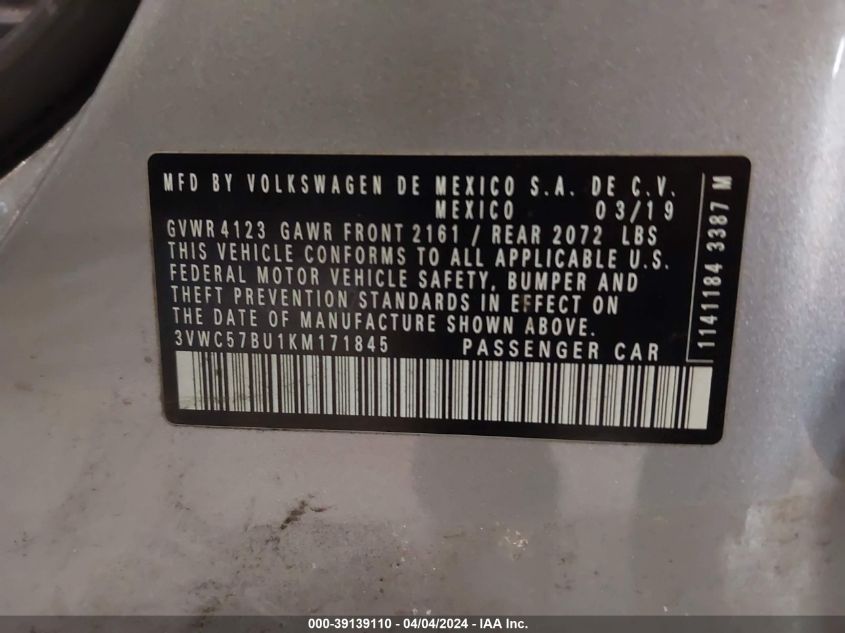 MFD BY VOLKSWAGEN DE MEXICO S.A. DE C.V.
MEXICO 03/19
GVWR 4123 GAWR FRONT 2161 / REAR 2072 LBS
THIS VEHICLE CONFORMS TO ALL APPLICABLE U.S.
FEDERAL MOTOR VEHICLE SAFETY, BUMPER AND
THEFT PREVENTION STANDARDS IN EFFECT ON
THE DATE OF MANUFACTURE SHOWN ABOVE.
3VWC57BU1KM171845 PASSENGER CAR
1141184 3387 M
000-39139110 - 04/04/2024 - IAA Inc.